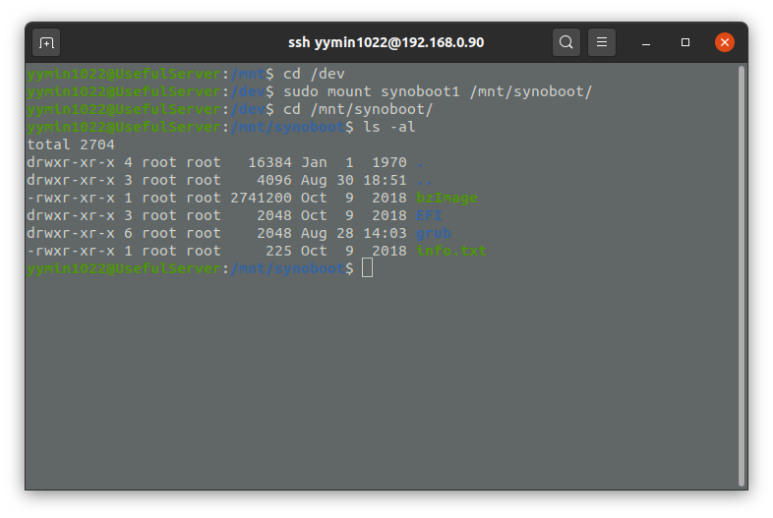 ssh yymin1022@192.168.0.90
yymin1022@UsefulServer:/mnt$ cd /dev
yymin1022@UsefulServer:/dev$ sudo mount synoboot1 /mnt/synoboot/
yymin1022@UsefulServer:/dev$ cd /mnt/synoboot/
yymin1022@UsefulServer:/mnt/synoboot$ ls -al
total 2704
drwxr-xr-x 4 root root   16384 Jan  1  1970 .
drwxr-xr-x 3 root root    4096 Aug 30 18:51 ..
-rwxr-xr-x 1 root root 2741200 Oct  9  2018 bzImage
drwxr-xr-x 3 root root    2048 Oct  9  2018 EFI
drwxr-xr-x 6 root root    2048 Aug 28 14:03 grub
-rwxr-xr-x 1 root root     225 Oct  9  2018 info.txt
yymin1022@UsefulServer:/mnt/synoboot$